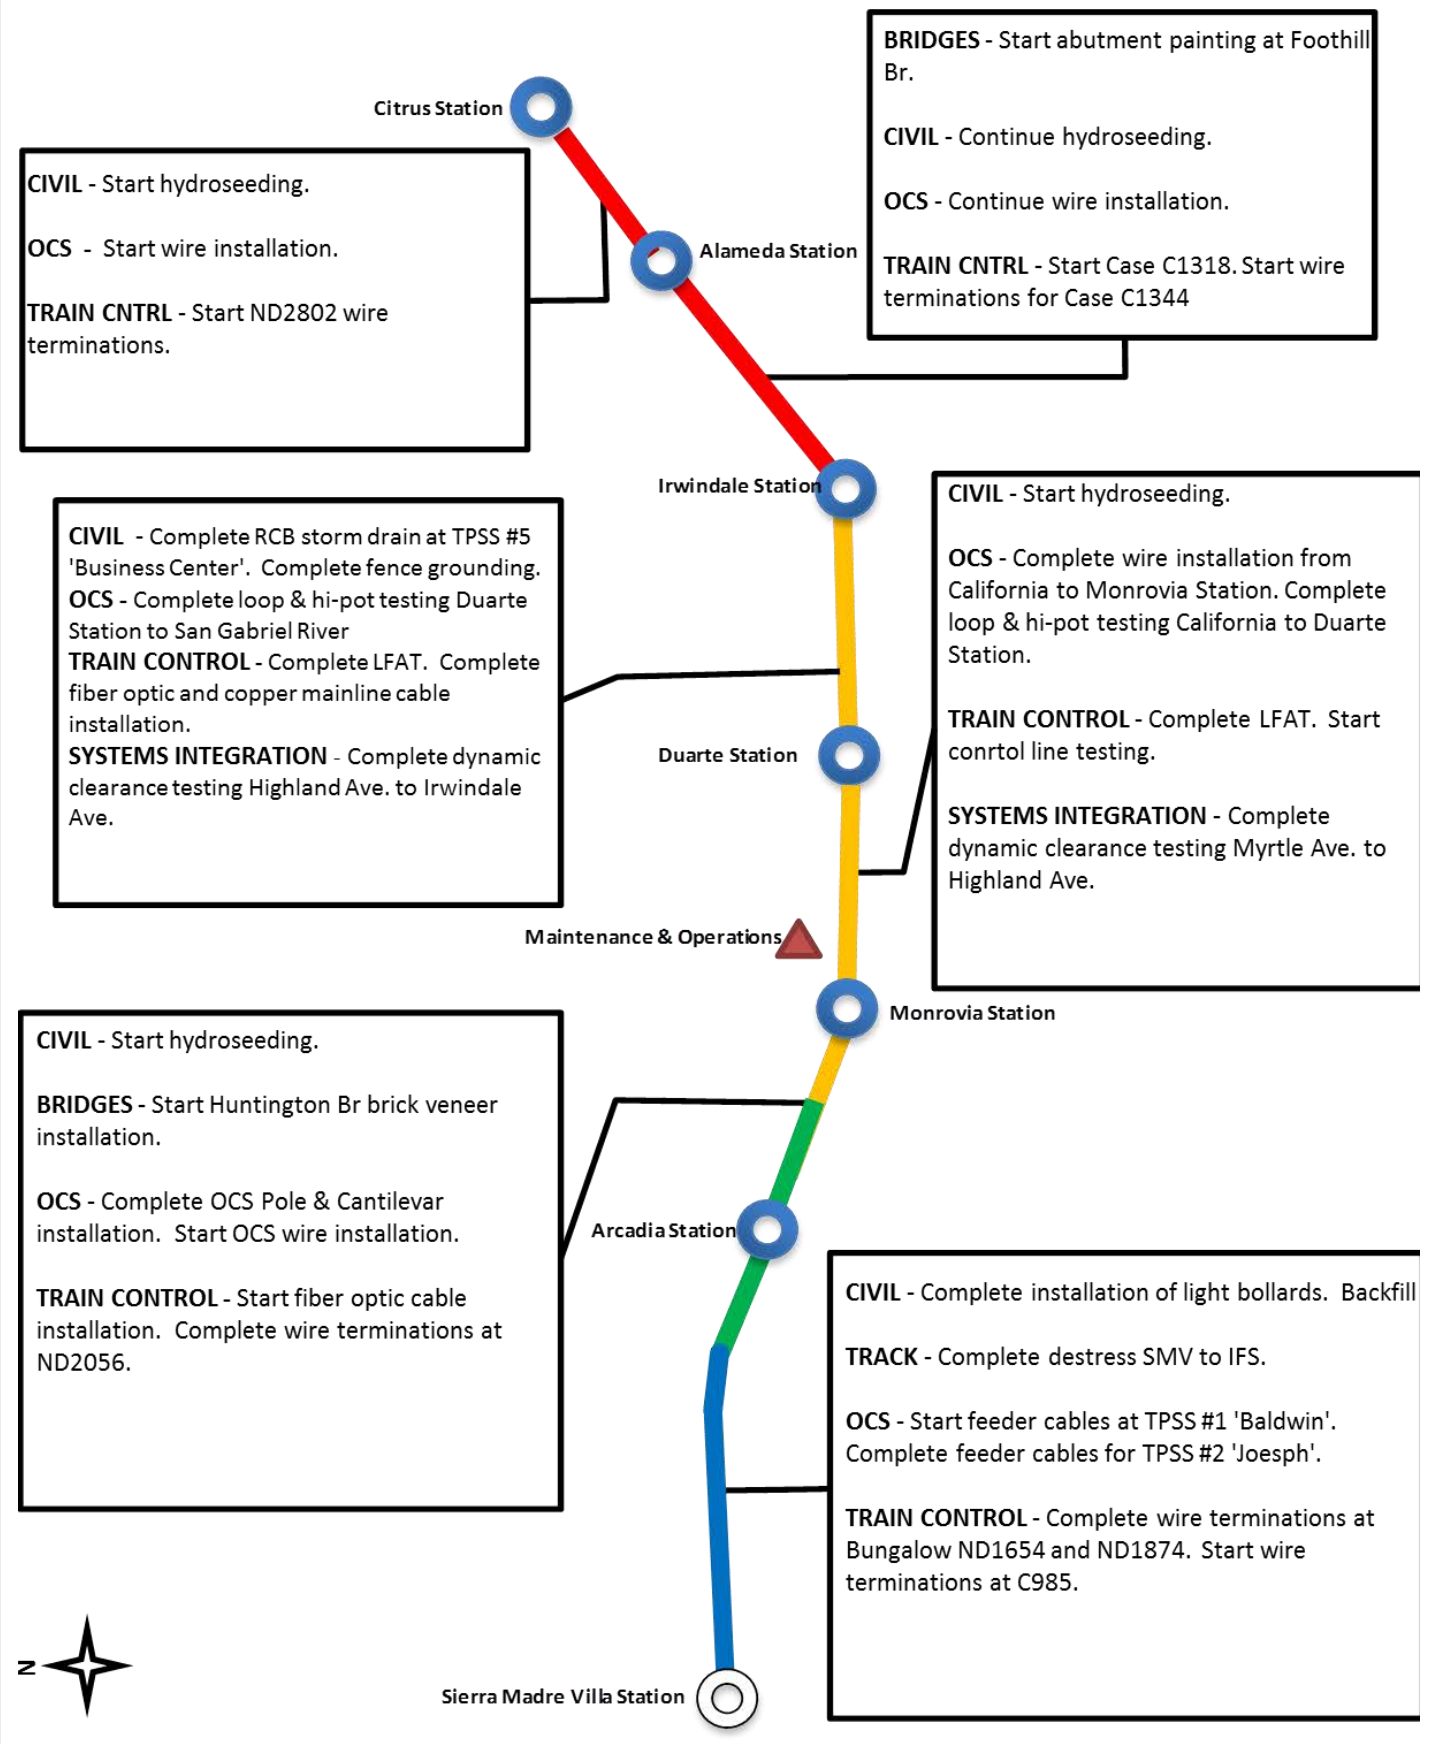 BRIDGES - Start abutment painting at Foothill
Br.
CIVIL - Continue hydroseeding.
OCS - Continue wire installation.
TRAIN CNTRL - Start Case C1318. Start wire
terminations for Case C1344
Citrus Station
CIVIL - Start hydroseeding.
OCS - Start wire installation.
TRAIN CNTRL - Start ND2802 wire
terminations.
Alameda Station
Irwindale Station
CIVIL - Start hydroseeding.
OCS - Complete wire installation from
California to Monrovia Station. Complete
loop & hi-pot testing California to Duarte
Station.
TRAIN CONTROL - Complete LFAT. Start
conrtol line testing.
SYSTEMS INTEGRATION - Complete
dynamic clearance testing Myrtle Ave. to
Highland Ave.
CIVIL - Complete RCB storm drain at TPSS #5
'Business Center'. Complete fence grounding.
OCS - Complete loop & hi-pot testing Duarte
Station to San Gabriel River
TRAIN CONTROL - Complete LFAT. Complete
fiber optic and copper mainline cable
installation.
SYSTEMS INTEGRATION - Complete dynamic
clearance testing Highland Ave. to Irwindale
Ave.
Duarte Station
Maintenance & Operations
Monrovia Station
CIVIL - Start hydroseeding.
BRIDGES - Start Huntington Br brick veneer
installation.
OCS - Complete OCS Pole & Cantilevar
installation. Start OCS wire installation.
TRAIN CONTROL - Start fiber optic cable
installation. Complete wire terminations at
ND2056.
Arcadia Station
CIVIL - Complete installation of light bollards. Backfill
TRACK - Complete destress SMV to IFS.
OCS - Start feeder cables at TPSS #1 'Baldwin'.
Complete feeder cables for TPSS #2 'Joesph'.
TRAIN CONTROL - Complete wire terminations at
Bungalow ND1654 and ND1874. Start wire
terminations at C985.
N
Sierra Madre Villa Station